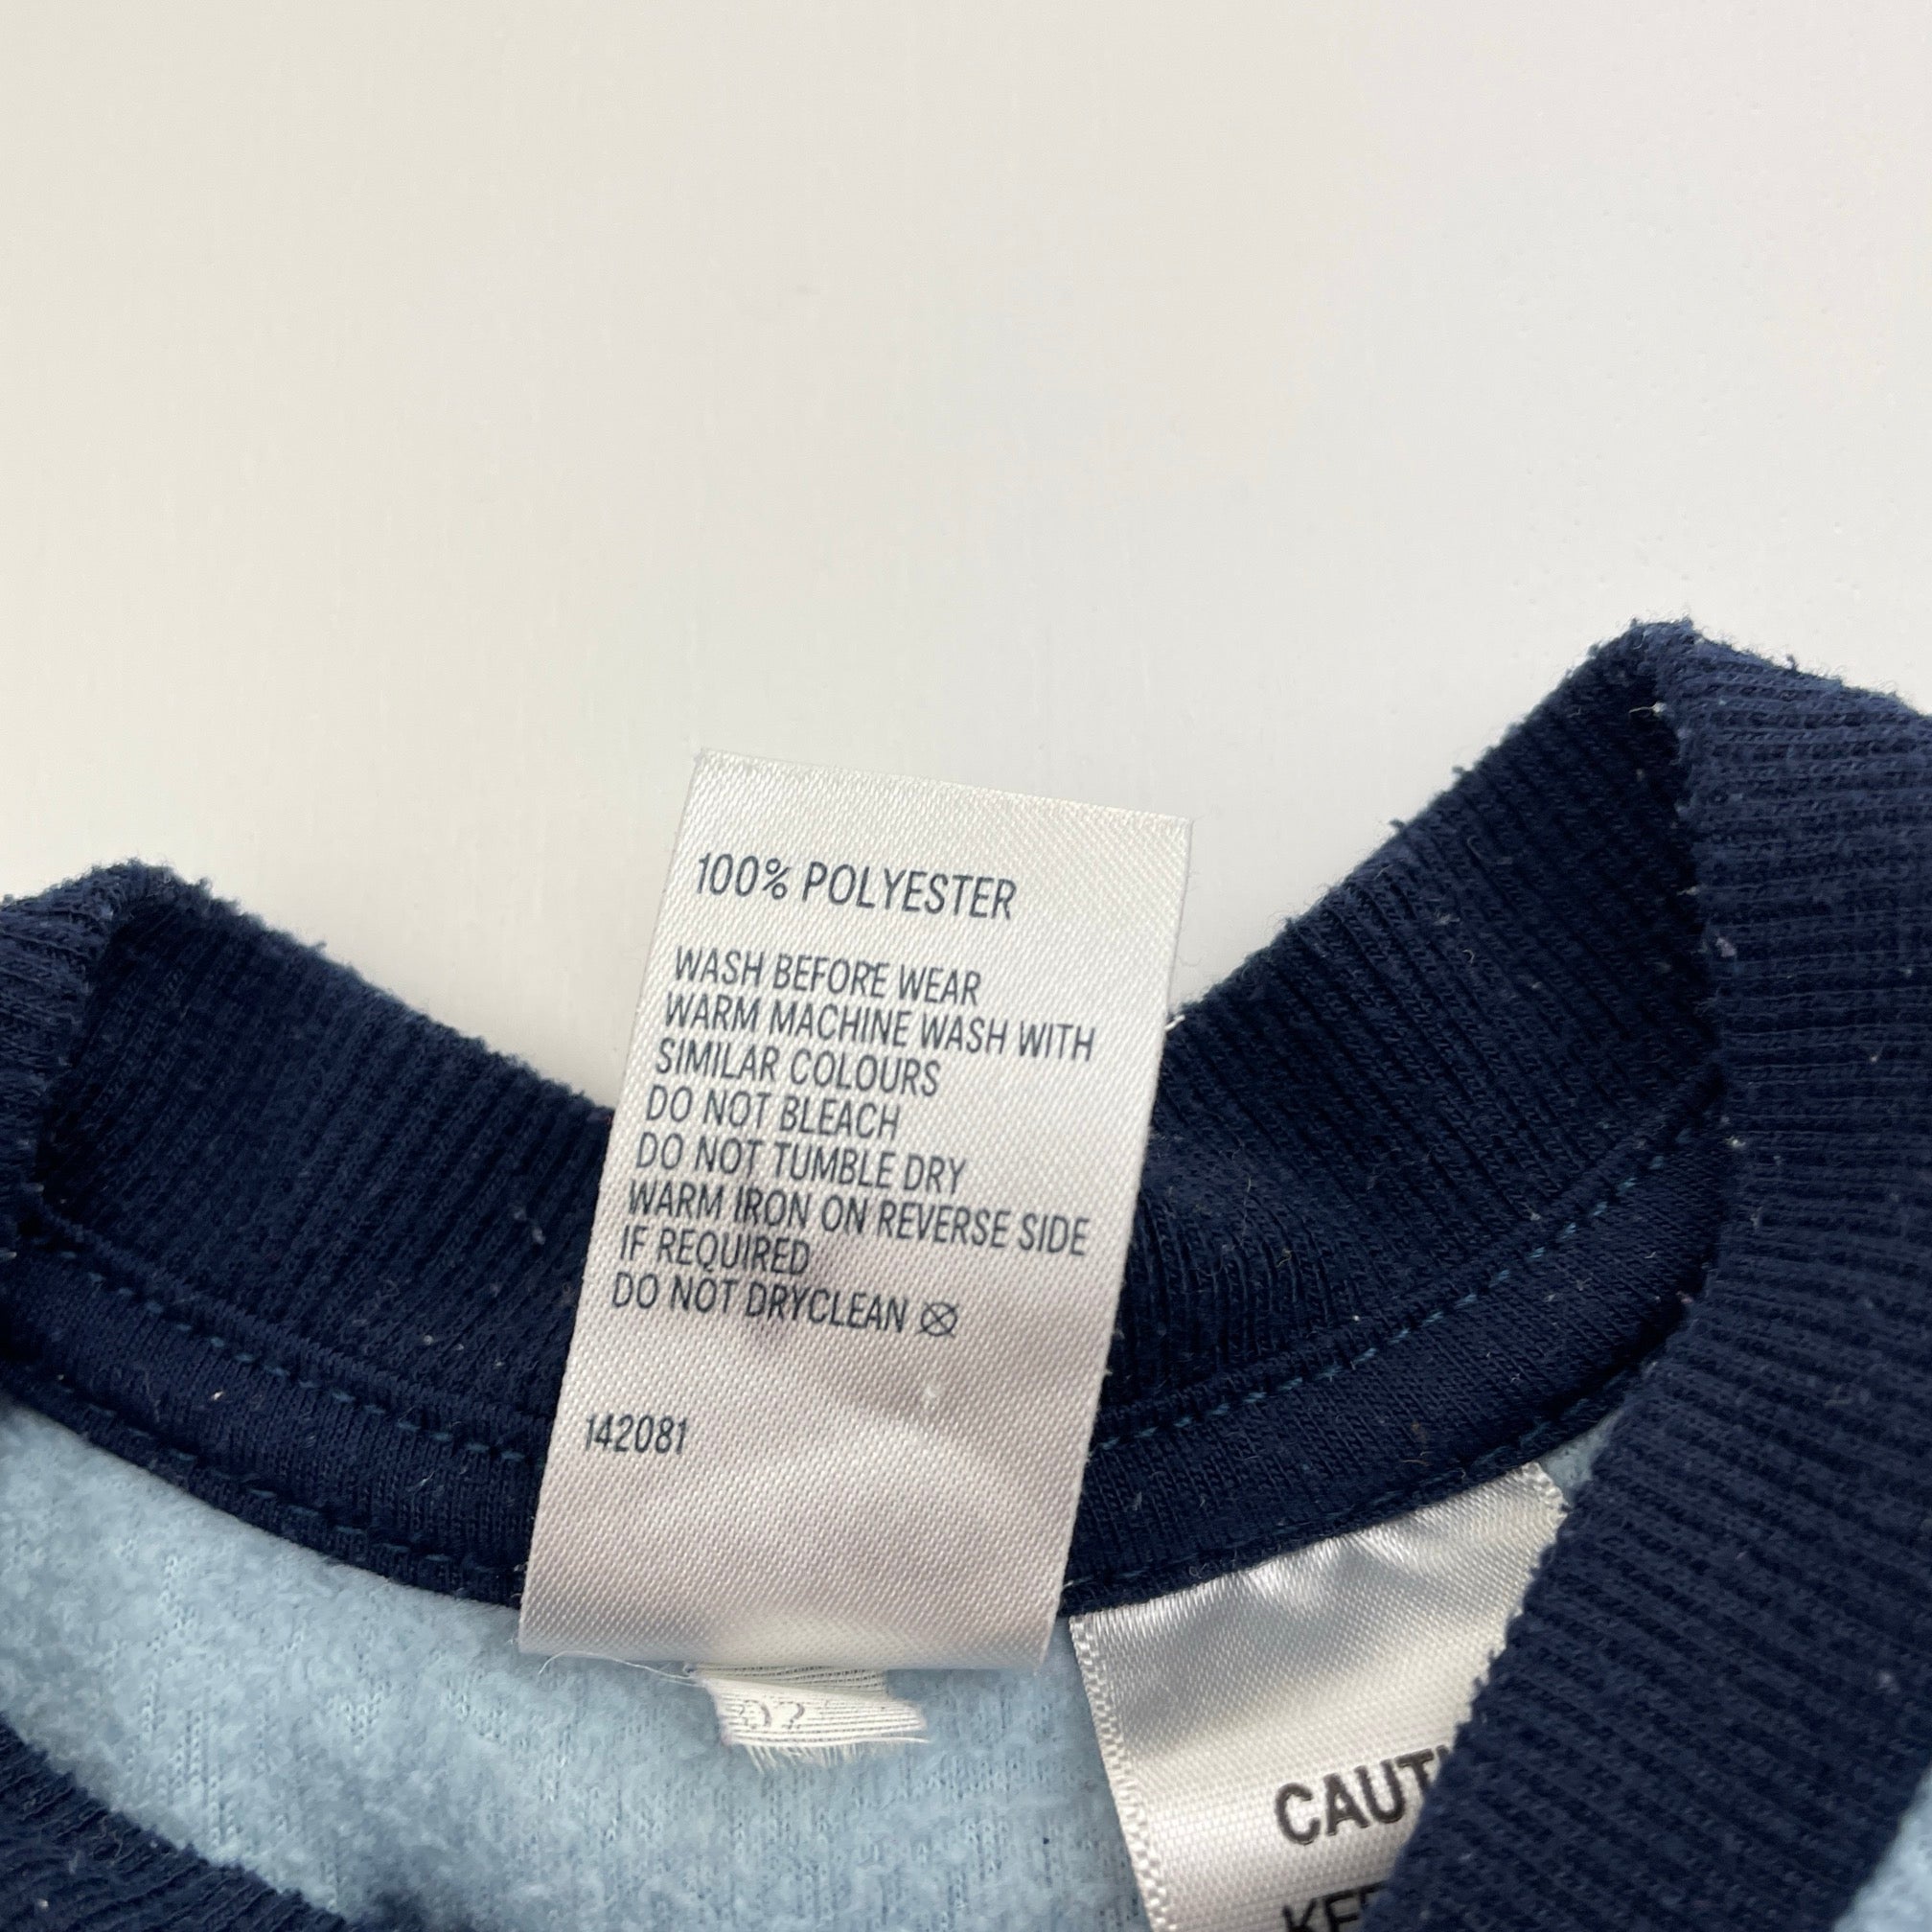 100% POLYESTER
WASH BEFORE WEAR
WARM MACHINE WASH WITH
SIMILAR COLOURS
DO NOT BLEACH
DO NOT TUMBLE DRY
WARM IRON ON REVERSE SIDE
IF REQUIRED
DO NOT DRYCLEAN
142081